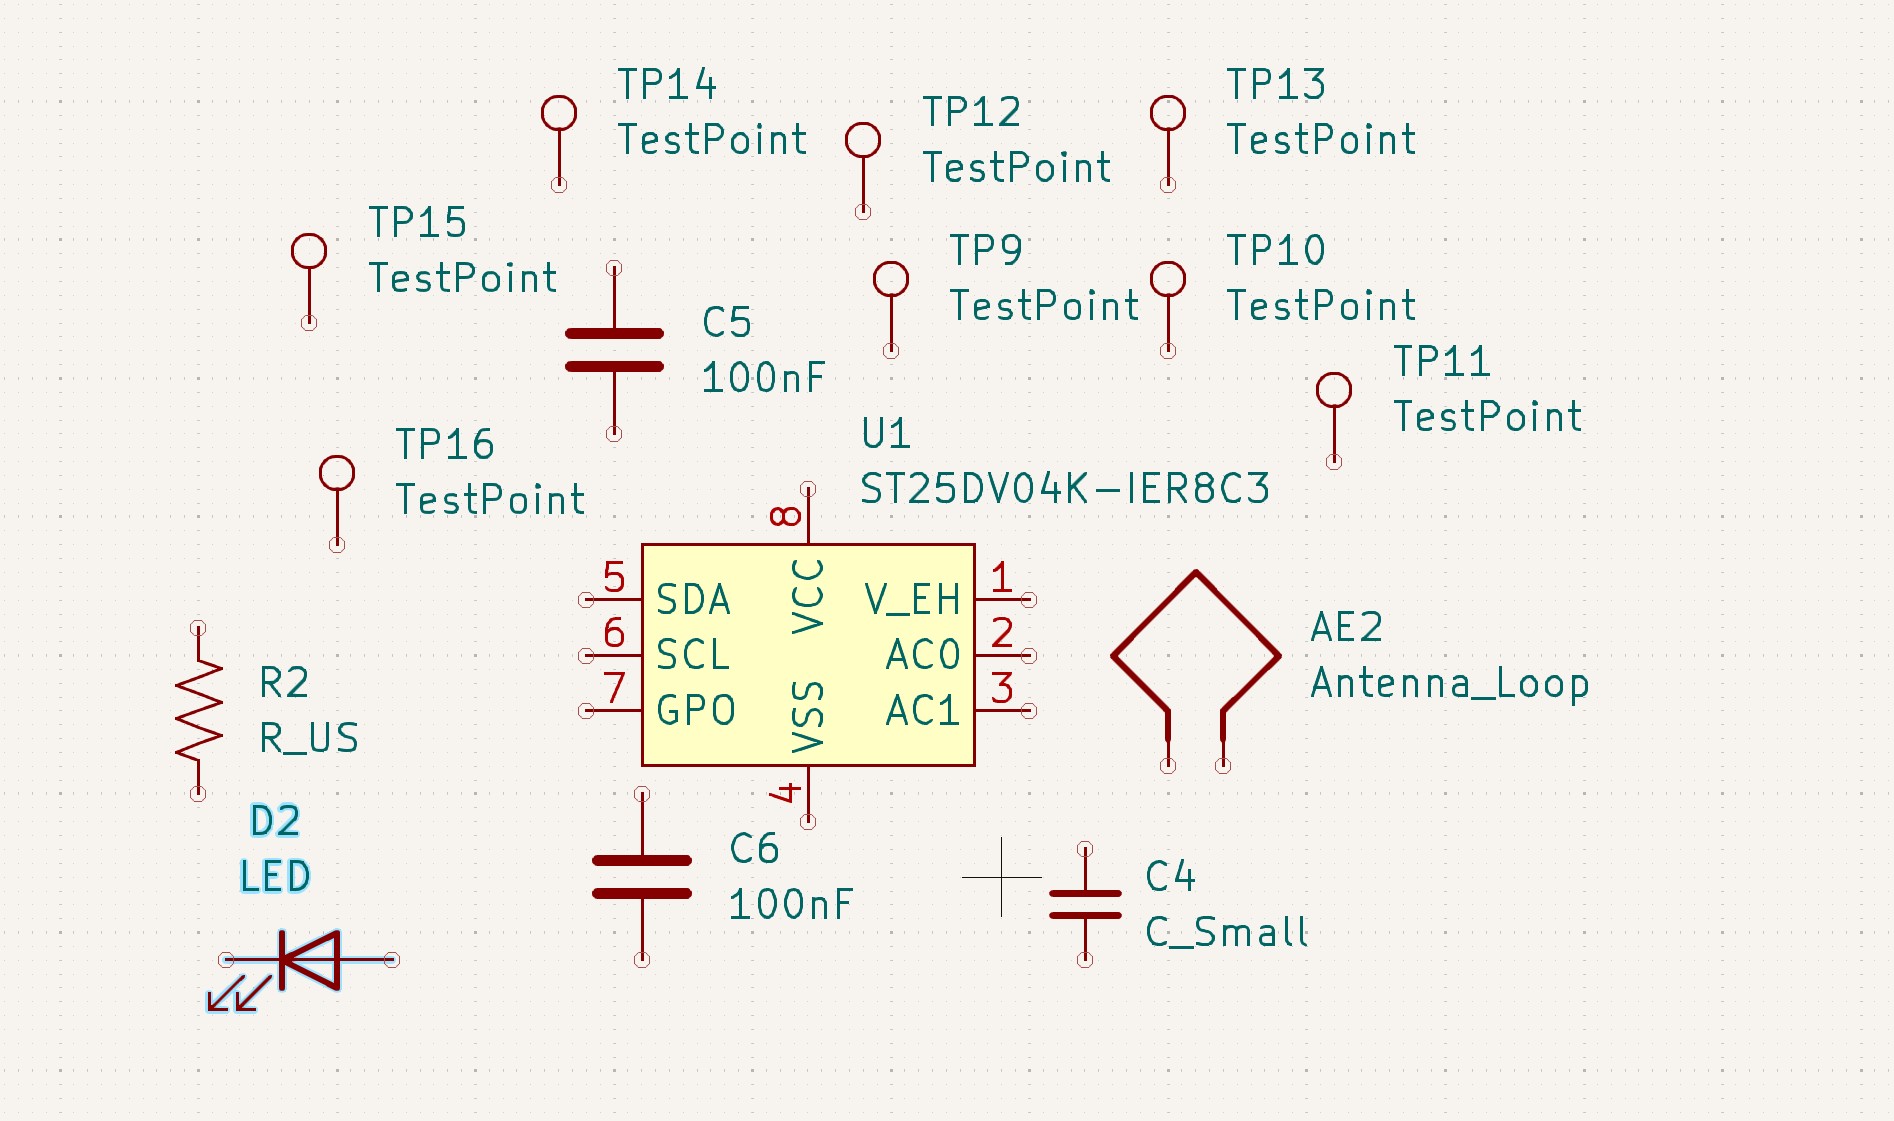 TP14
TestPoint
TP12
TestPoint
TP13
TestPoint
TP15
TestPoint
TP9
TestPoint
TP10
TestPoint
C5
100nF
TP11
TestPoint
TP16
TestPoint
U1
ST25DV04K-IER8C3
8
5
SDA
VCC
V_EH
1
6
SCL
AC0
2
7
GPO
VSS
AC1
3
4
AE2
Antenna_Loop
R2
R_US
D2
LED
C6
100nF
C4
C_Small